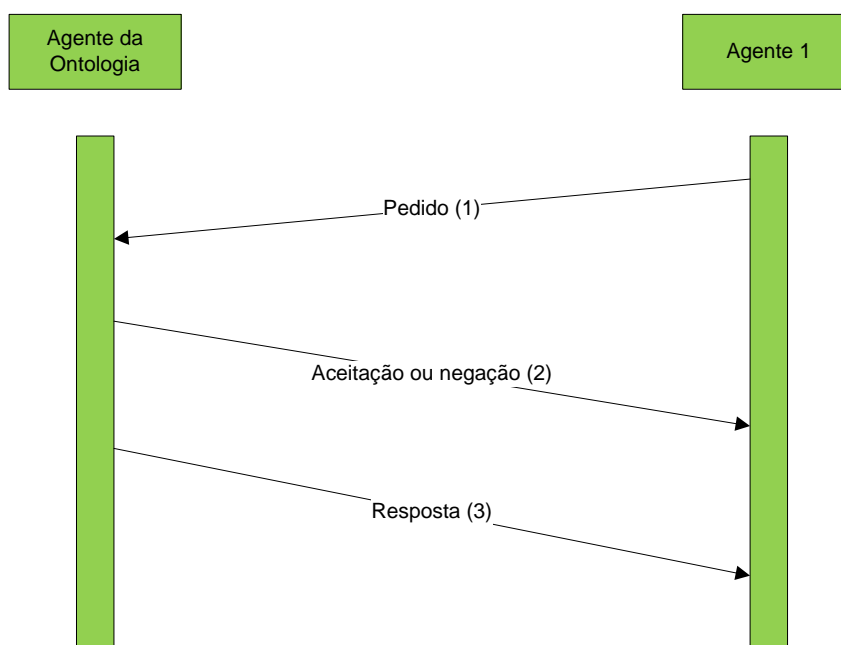 Agente da
Ontologia
Agente 1
Pedido (1)
Aceitação ou negação (2)
Resposta (3)